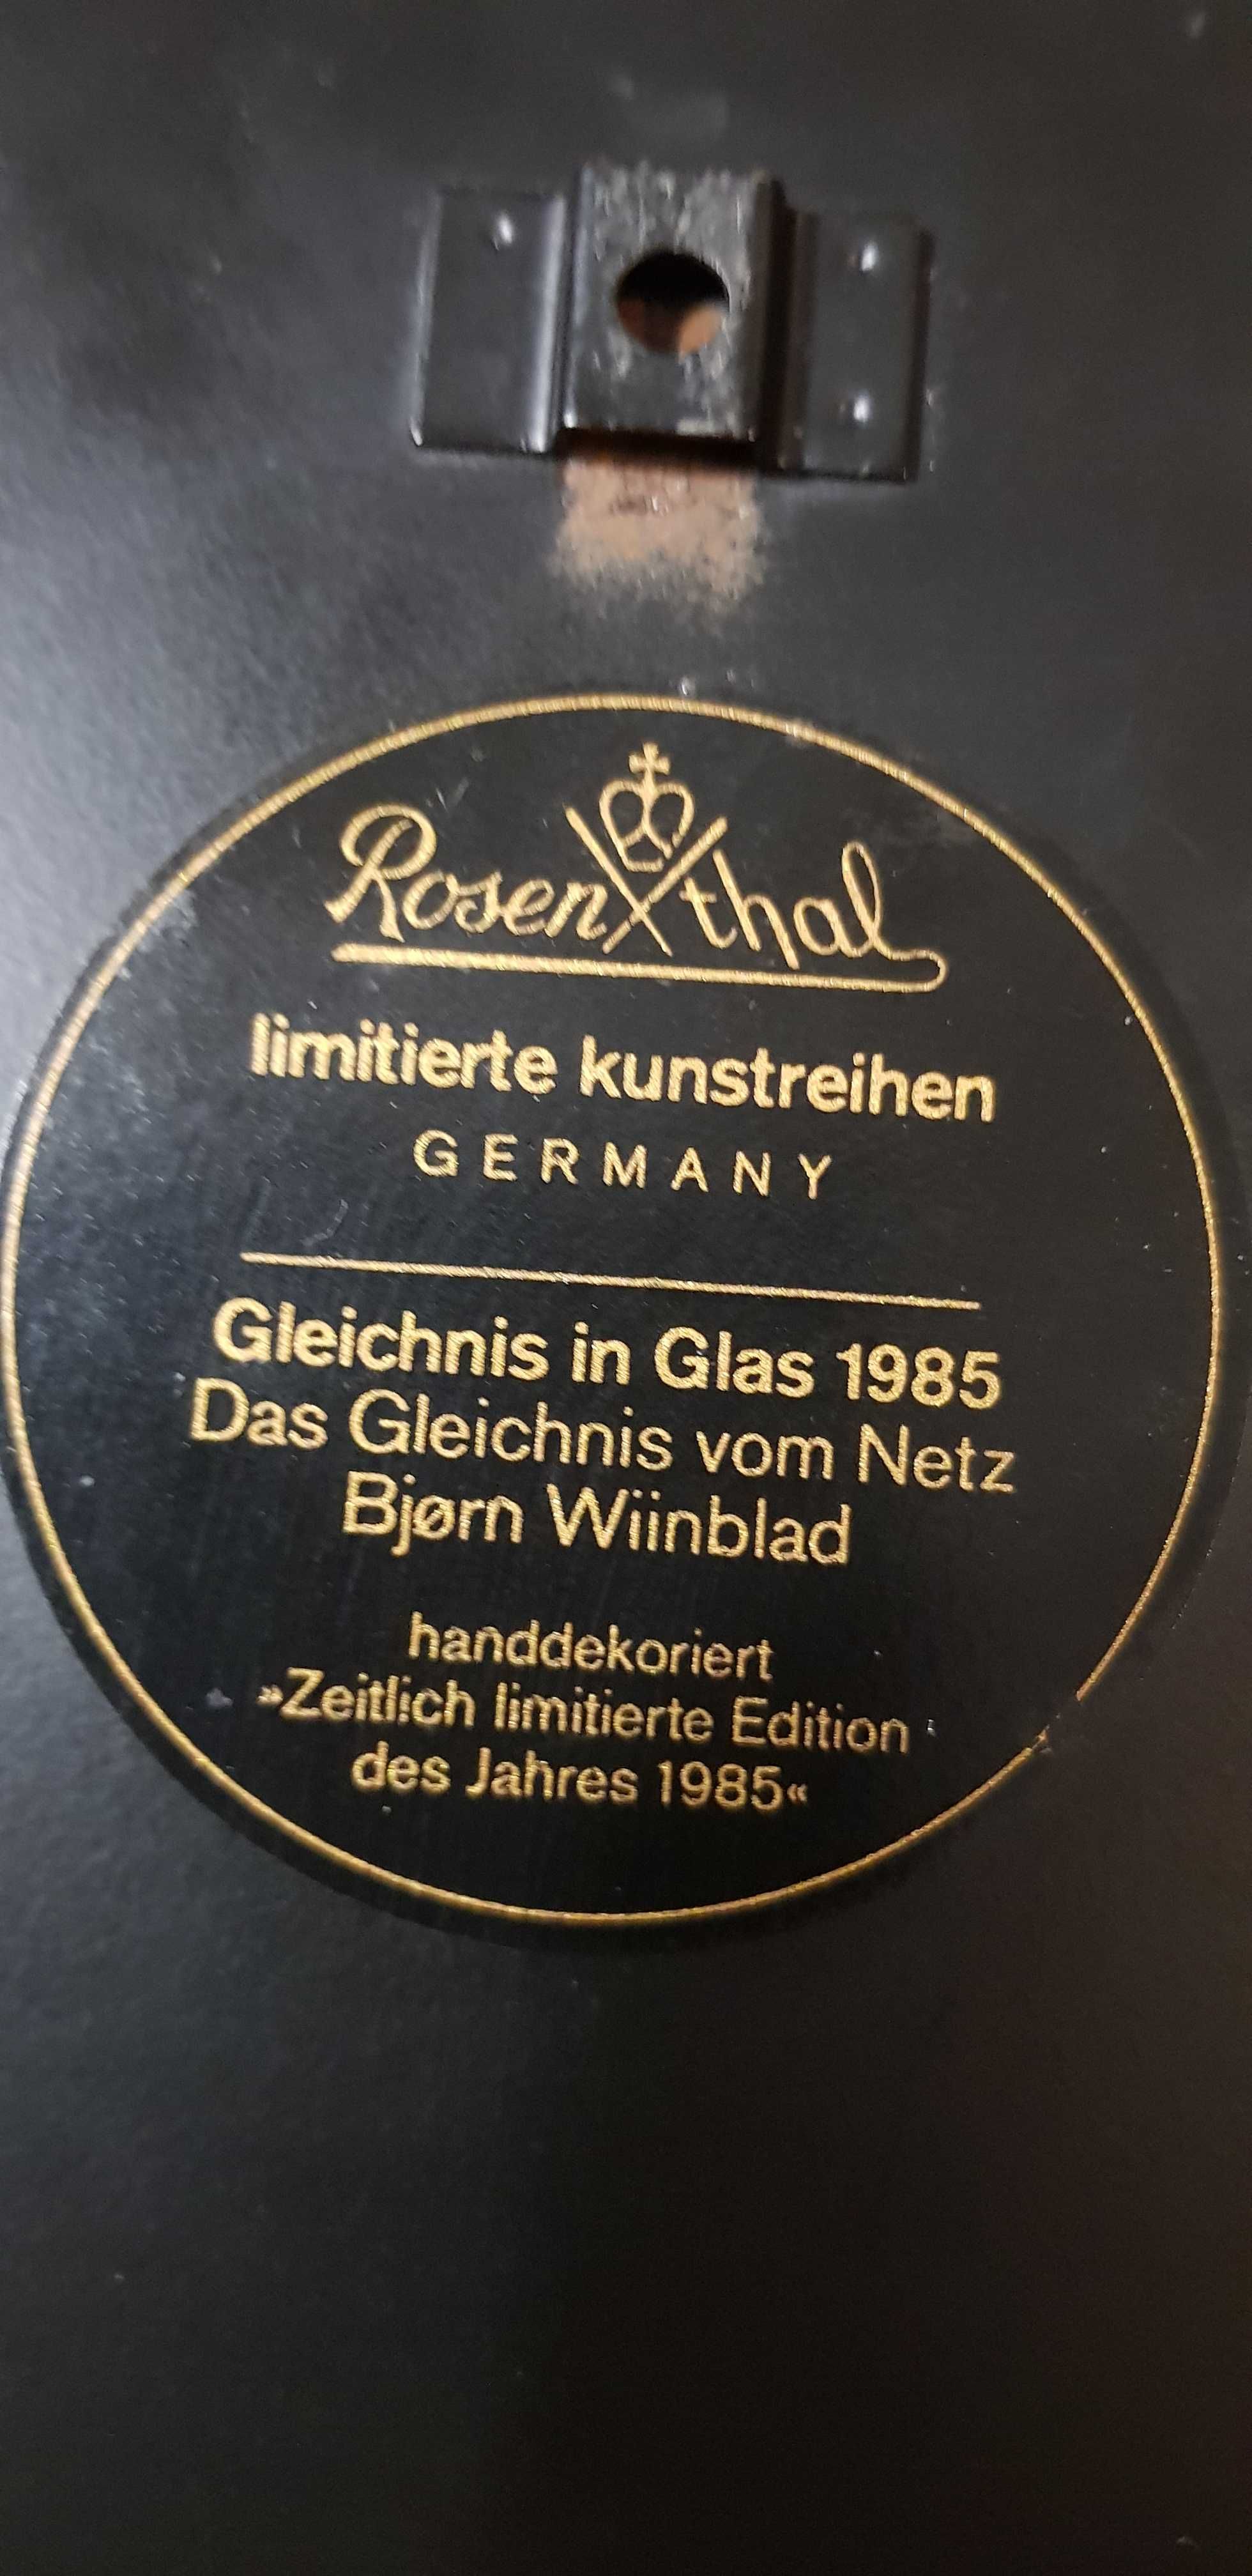 Rosenthal
limitierte kunstreihen
GERMANY
Gleichnis in Glas 1985
Das Gleichnis vom Netz
Bjørn Wiinblad
handdekoriert
»Zeitlich limitierte Edition
des Jahres 1985«